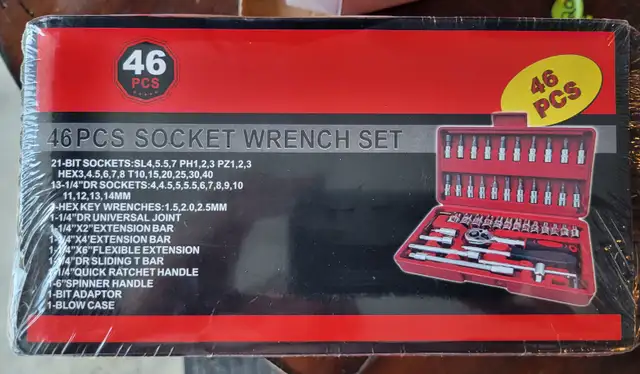 46
PCS
46
PCS
46PCS SOCKET WRENCH SET
21-BIT SOCKETS:SL4,5.5,7 PH1,2,3 PZ1,2,3
HEX3,4.5,6,7,8 T10,15,20,25,30,40
13-1/4"DR SOCKETS:4,4.5,5,5.5,6,7,8,9,10
11,12,13,14MM
3-HEX KEY WRENCHES:1.5,2.0,2.5MM
1-1/4"DR UNIVERSAL JOINT
1-1/4"X2"EXTENSION BAR
1-1/4"X4'EXTENSION BAR
1-1/4"X6"FLEXIBLE EXTENSION
1-1/4"DR SLIDING T BAR
1-1/4"QUICK RATCHET HANDLE
1-6"SPINNER HANDLE
1-BIT ADAPTOR
1-BLOW CASE